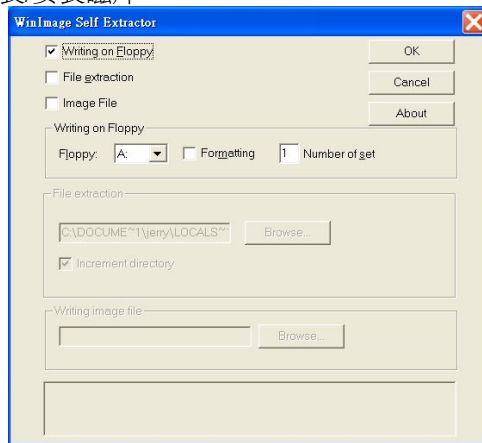 WinImage Self Extractor
Writing on Floppy
OK
File extraction
Cancel
Image File
About
Writing on Floppy
Floppy: A: Formatting 1 Number of set
File extraction
C:\DOCUME~1\jerry\LOCALS~ Browse...
Increment directory
Writing image file
Browse...